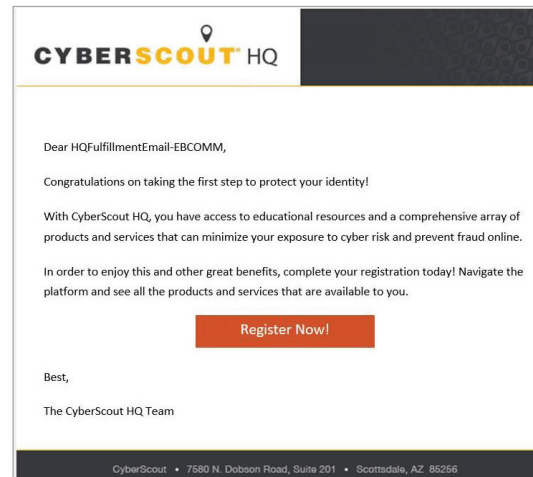 CYBERSCOUT HQ
Dear HQFulfillmentEmail-EBCOMM,
Congratulations on taking the first step to protect your identity!
With CyberScout HQ, you have access to educational resources and a comprehensive array of
products and services that can minimize your exposure to cyber risk and prevent fraud online.
In order to enjoy this and other great benefits, complete your registration today! Navigate the
platform and see all the products and services that are available to you.
Register Now!
Best,
The CyberScout HQ Team
CyberScout • 7580 N. Dobson Road, Suite 201 • Scottsdale, AZ 85256